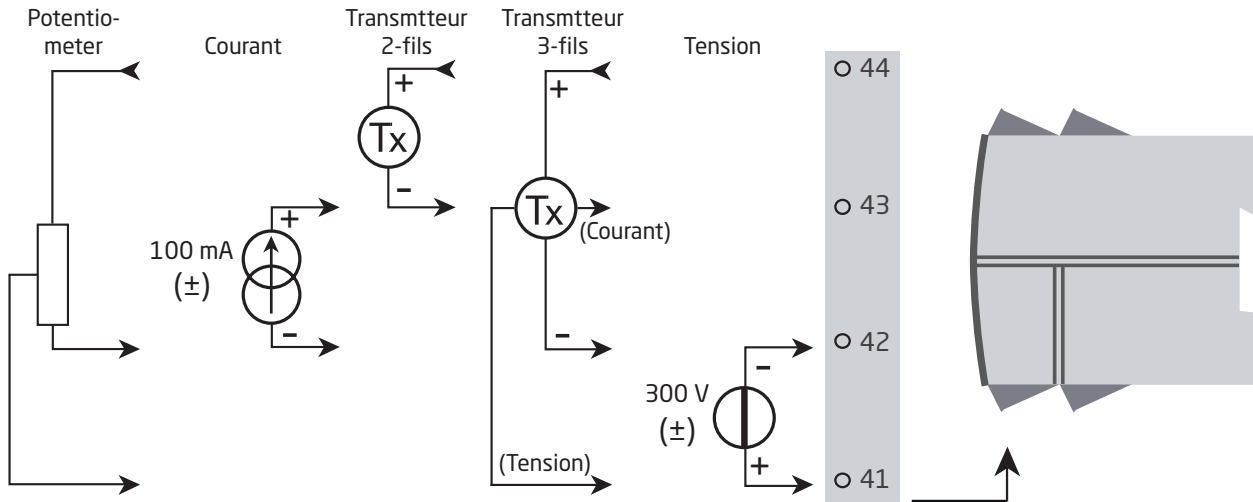 Potentio-
meter
Courant
Transmtteur
2-fils
Transmtteur
3-fils
Tension
44
+
+
Tx
-
43
+
Tx
(Courant)
100 mA
(±)
-
-
42
-
300 V
(±)
+
(Tension)
41